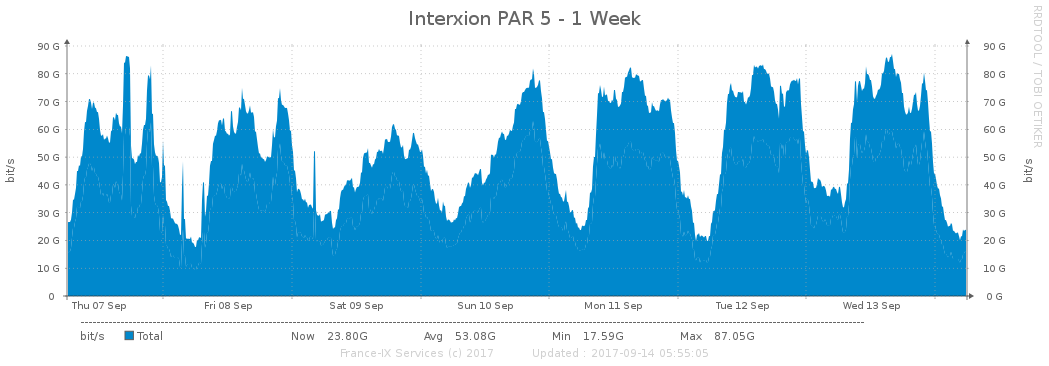 Interxion PAR 5 - 1 Week
RRDTOOL / TOBI OETIKER
bit/s
90 G 90 G
80 G 80 G
70 G 70 G
60 G 60 G
50 G 50 G
40 G 40 G
30 G 30 G
20 G 20 G
10 G 10 G
0 0 G
bit/s
Thu 07 Sep Fri 08 Sep Sat 09 Sep Sun 10 Sep Mon 11 Sep Tue 12 Sep Wed 13 Sep
bit/s Total Now 23.80G Avg 53.08G Min 17.59G Max 87.05G
France-IX Services (c) 2017 Updated : 2017-09-14 05:55:05